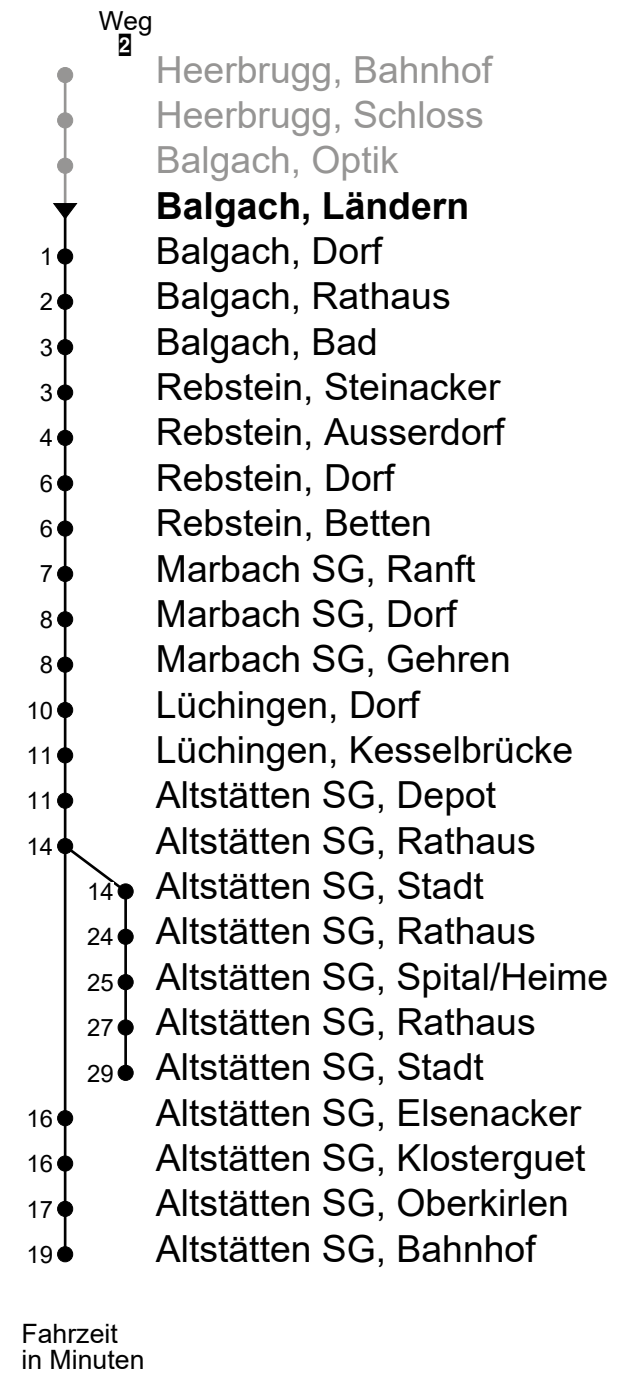 Weg
2
Heerbrugg, Bahnhof
Heerbrugg, Schloss
Balgach, Optik
Balgach, Ländern
1 Balgach, Dorf
2 Balgach, Rathaus
3 Balgach, Bad
3 Rebstein, Steinacker
4 Rebstein, Ausserdorf
6 Rebstein, Dorf
6 Rebstein, Betten
7 Marbach SG, Ranft
8 Marbach SG, Dorf
8 Marbach SG, Gehren
10 Lüchingen, Dorf
11 Lüchingen, Kesselbrücke
11 Altstätten SG, Depot
14 Altstätten SG, Rathaus
14 Altstätten SG, Stadt
24 Altstätten SG, Rathaus
25 Altstätten SG, Spital/Heime
27 Altstätten SG, Rathaus
29 Altstätten SG, Stadt
16 Altstätten SG, Elsenacker
16 Altstätten SG, Klosterguet
17 Altstätten SG, Oberkirlen
19 Altstätten SG, Bahnhof
Fahrzeit
in Minuten